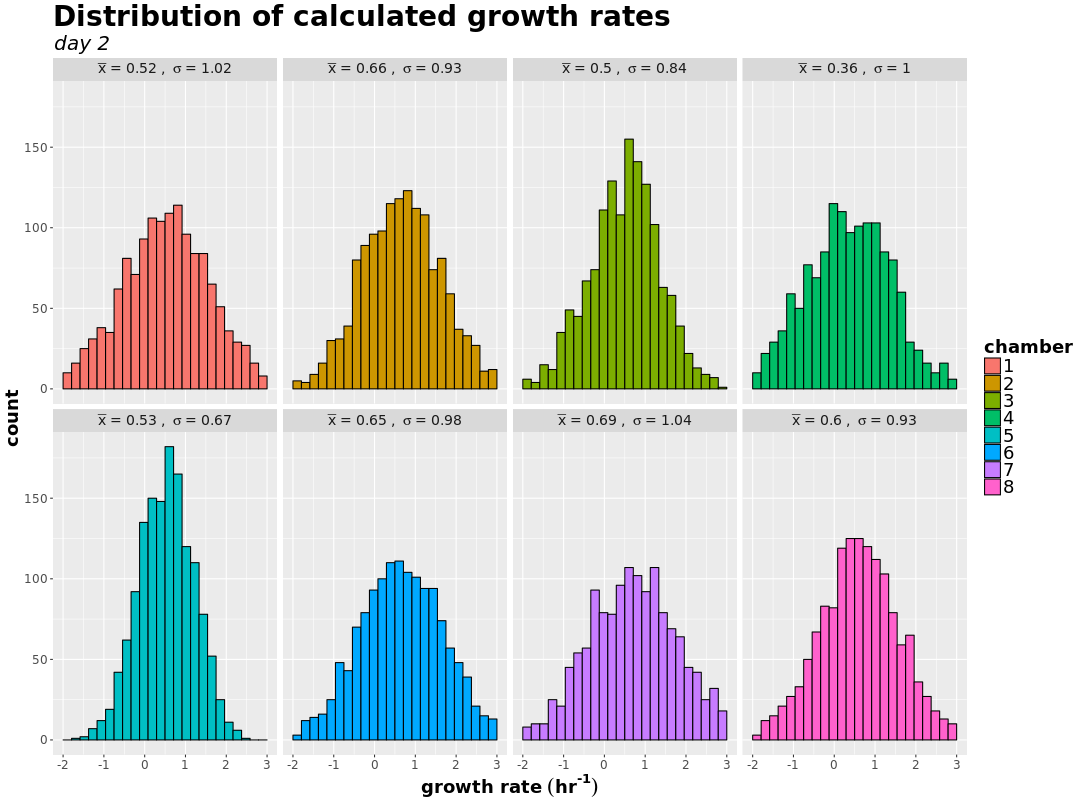 Distribution of calculated growth rates
day 2
x̅ = 0.52 , σ = 1.02
x̅ = 0.66 , σ = 0.93
x̅ = 0.5 , σ = 0.84
x̅ = 0.36 , σ = 1
150
100
50
0
x̅ = 0.53 , σ = 0.67
x̅ = 0.65 , σ = 0.98
x̅ = 0.69 , σ = 1.04
x̅ = 0.6 , σ = 0.93
150
100
50
0
-2 -1 0 1 2 3
-2 -1 0 1 2 3
-2 -1 0 1 2 3
-2 -1 0 1 2 3
count
growth rate (hr⁻¹)
chamber
1
2
3
4
5
6
7
8